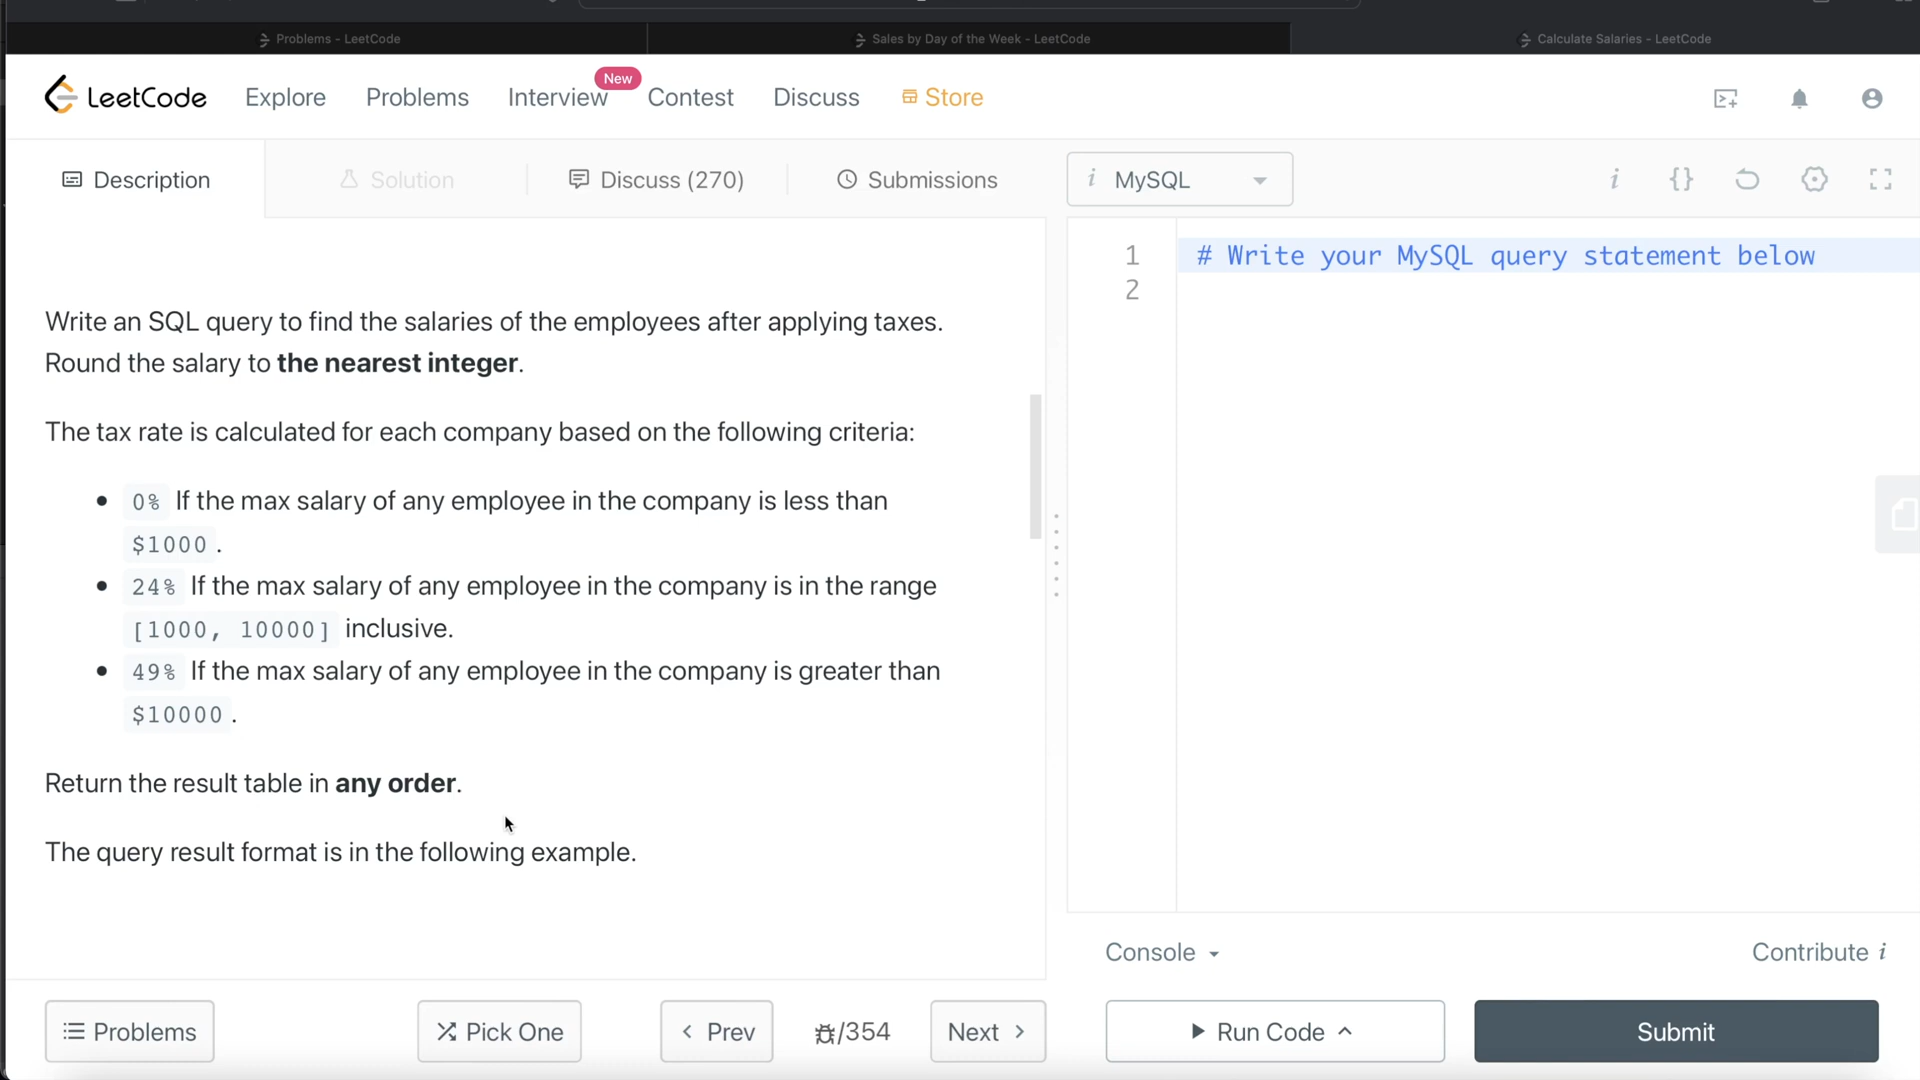 Problems - LeetCode
Sales by Day of the Week - LeetCode
Calculate Salaries - LeetCode
LeetCode
Explore
Problems
Interview
New
Contest
Discuss
Store
Description
Solution
Discuss (270)
Submissions
i MySQL
i {}
1 # Write your MySQL query statement below
2
Write an SQL query to find the salaries of the employees after applying taxes.
Round the salary to the nearest integer.
The tax rate is calculated for each company based on the following criteria:
• 0% If the max salary of any employee in the company is less than
$1000 .
• 24% If the max salary of any employee in the company is in the range
[1000, 10000] inclusive.
• 49% If the max salary of any employee in the company is greater than
$10000 .
Return the result table in any order.
The query result format is in the following example.
Console
Contribute i
Problems
Pick One
Prev
/354
Next
Run Code
Submit